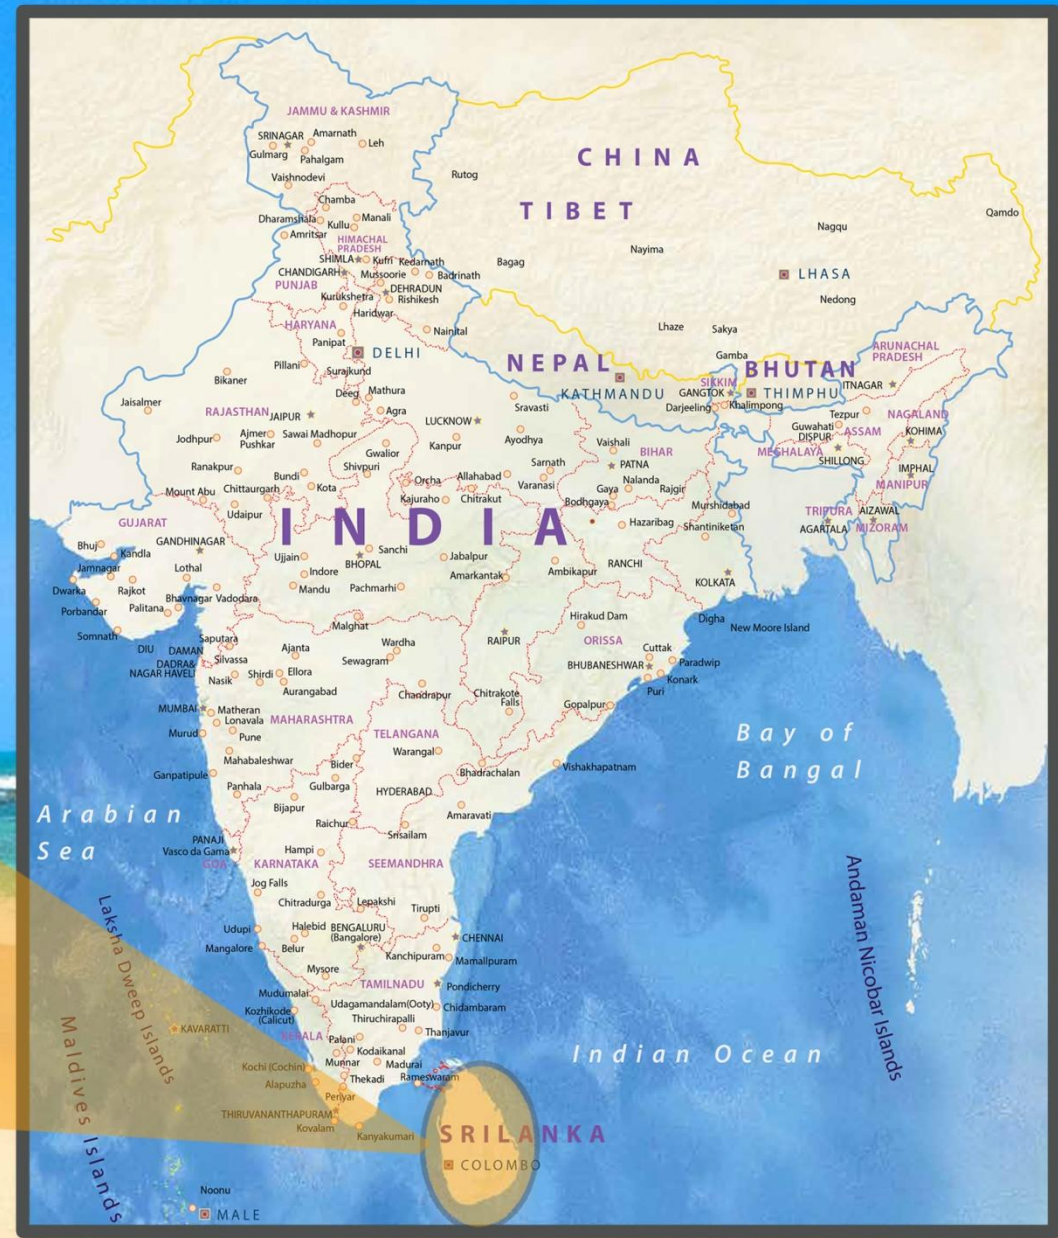 JAMMU & KASHMIR
SRINAGAR
Amarnath
Leh
Gulmarg
Pahalgam
Vaishnodevi
CHINA
Rutog
TIBET
Qamdo
Chamba
Dharamshala
Manali
Kullu
Amritsar
Nagqu
HIMACHAL
PRADESH
Nayima
SHIMLA
Kufri
Kedarnath
Bagag
CHANDIGARH
Mussoorie
Badrinath
LHASA
PUNJAB
DEHRADUN
Kurukshetra
Rishikesh
Nedong
Haridwar
HARYANA
Nainital
Lhaze
Sakya
Panipat
DELHI
Gamba
ARUNACHAL
PRADESH
Pillani
Surajkund
NEPAL
BHUTAN
Bikaner
SIKKIM
ITNAGAR
Deeg
Mathura
KATHMANDU
GANGTOK
THIMPHU
Jaisalmer
Sravasti
Darjeeling
Khalimpong
RAJASTHAN
JAIPUR
Agra
LUCKNOW
Tezpur
NAGALAND
Guwahati
DISPUR
ASSAM
KOHIMA
Jodhpur
Ajmer
Pushkar
Sawai Madhopur
Kanpur
Ayodhya
Vaishali
BIHAR
MEGHALAYA
Gwalior
SHILLONG
Ranakpur
Shivpuri
Sarnath
PATNA
IMPHAL
Bundi
Orcha
Allahabad
Varanasi
Nalanda
MANIPUR
Mount Abu
Chittaurgarh
Kota
Kajuraho
Chitrakut
Gaya
Rajgir
Bodhgaya
Murshidabad
Udaipur
TRIPURA
AIZAWAL
GUJARAT
INDIA
Hazaribag
Shantiniketan
AGARTALA
MIZORAM
GANDHINAGAR
Bhuj
Kandla
Ujjain
Sanchi
BHOPAL
Jabalpur
RANCHI
Jamnagar
Lothal
Indore
Amarkantak
Ambikapur
KOLKATA
Dwarka
Rajkot
Mandu
Pachmarhi
Bhavnagar
Vadodara
Porbandar
Palitana
Hirakud Dam
Digha
Malghat
New Moore Island
Somnath
Saputara
Wardha
RAIPUR
ORISSA
DIU
DAMAN
Ajanta
Cuttak
DADRA&
NAGAR HAVELI
Silvassa
Sewagram
BHUBANESHWAR
Paradwip
Nasik
Shirdi
Ellora
Konark
Aurangabad
Chandrapur
Chitrakote
Falls
Puri
MUMBAI
Matheran
Gopalpur
Lonavala
MAHARASHTRA
Murud
Pune
TELANGANA
Bay of
Bangal
Mahabaleshwar
Warangal
Ganpatipule
Bider
Bhadrachalan
Vishakhapatnam
Panhala
Gulbarga
HYDERABAD
Bijapur
Arabian
Sea
Raichur
Amaravati
Srisailam
PANAJI
Vasco da Gama
Hampi
GOA
KARNATAKA
SEEMANDHRA
Jog Falls
Chitradurga
Lepakshi
Tirupti
Laksha Dweep Islands
Andaman Nicobar Islands
Udupi
Halebid
BENGALURU
(Bangalore)
CHENNAI
Mangalore
Belur
Kanchipuram
Mamallpuram
Mysore
TAMILNADU
Pondicherry
Mudumalai
Udagamandalam(Ooty)
Chidambaram
Kozhikode
(Calicut)
Thiruchirapalli
KAVARATTI
KERALA
Palani
Thanjavur
Maldives Islands
Kodaikanal
Indian Ocean
Kochi (Cochin)
Munnar
Madurai
Alapuzha
Thekadi
Rameswaram
Periyar
THIRUVANANTHAPURAM
Kovalam
Kanyakumari
SRILANKA
COLOMBO
Noonu
MALE